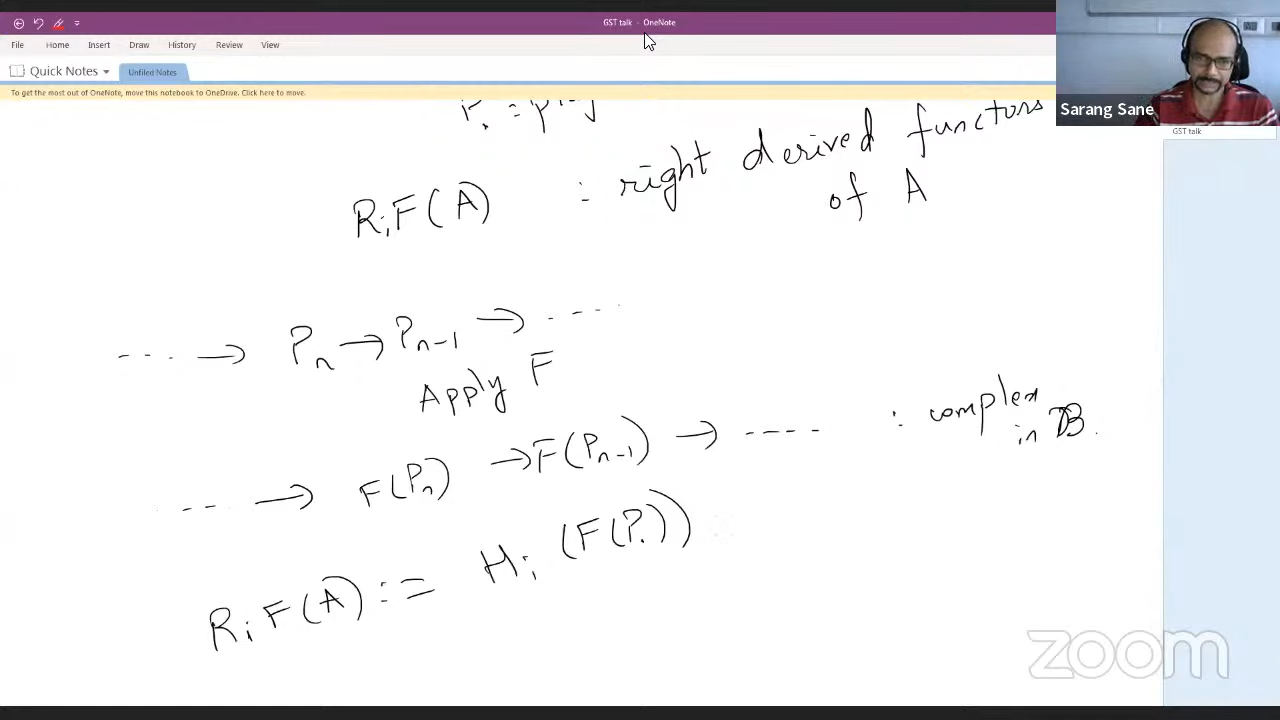 GST talk - OneNote
File Home Insert Draw History Review View
Quick Notes
Unfiled Notes
To get the most out of OneNote, move this notebook to OneDrive. Click here to move.
Sarang Sane
GST talk
RᵢF(A) : right derived functors
of A
--- → Pₙ → Pₙ₋₁ → ----
Apply F
--- → F(Pₙ) → F(Pₙ₋₁) → ---- : complex
in B.
RᵢF(A) := Hᵢ (F(P.))
zoom